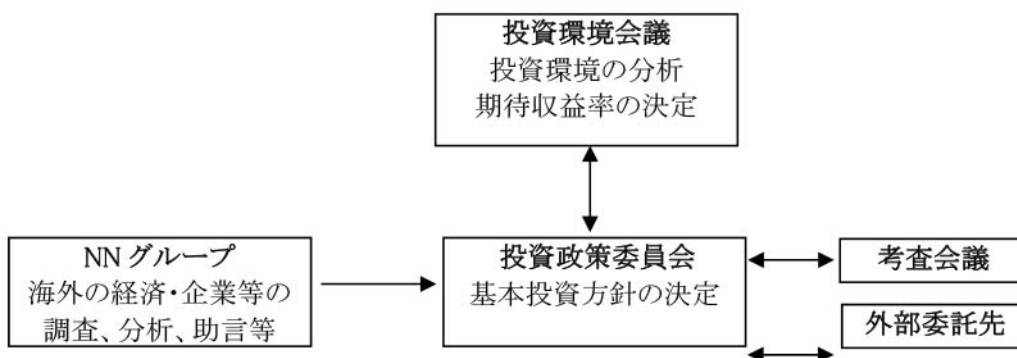 投資環境会議
投資環境の分析
期待収益率の決定
NN グループ
海外の経済・企業等の
調査、分析、助言等
投資政策委員会
基本投資方針の決定
考査会議
外部委託先